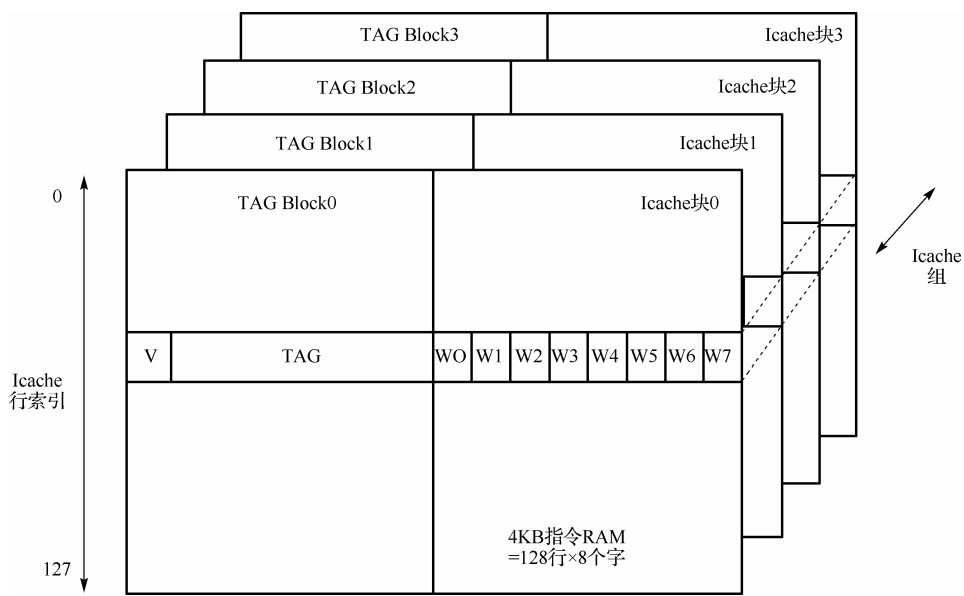 TAG Block3
Icache块3
TAG Block2
Icache块2
TAG Block1
Icache块1
TAG Block0
Icache块0
0
Icache
组
V
TAG
W0
W1
W2
W3
W4
W5
W6
W7
Icache
行索引
4KB指令RAM
=128行×8个字
127